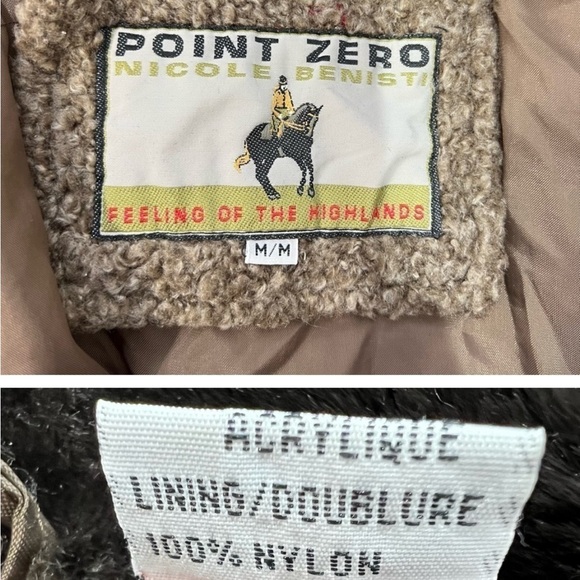 POINT ZERO
NICOLE BENISTI
FEELING OF THE HIGHLANDS
M/M
ACRYLIQUE
LINING/DOUBLURE
100% NYLON